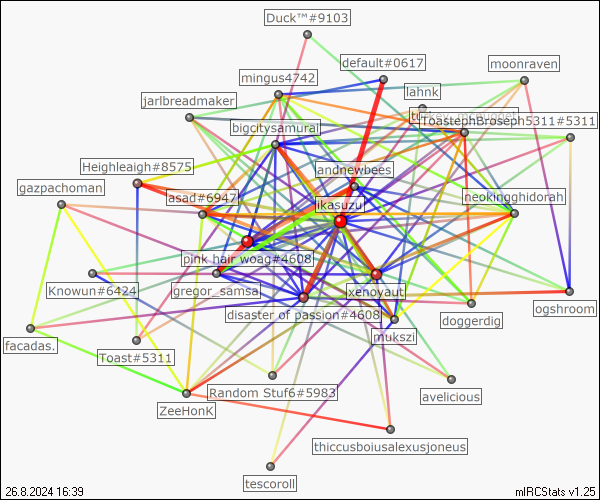 Duck™#9103
default#0617
mingus4742
moonraven
lahnk
jarlbreadmaker
ToastephBroseph5311#5311
bigcitysamurai
Heighleaigh#8575
andnewbees
gazpachoman
asad#6947
ikasuzu
neokingghidorah
pink hair woag#4608
Knowun#6424
gregor_samsa
xenoyaut
ogshroom
disaster of passion#4608
doggerdig
mukszi
facadas.
Toast#5311
Random Stuf6#5983
avelicious
ZeeHonK
thiccusboiusalexusjoneus
tescoroll
26.8.2024 16:39
mIRCStats v1.25